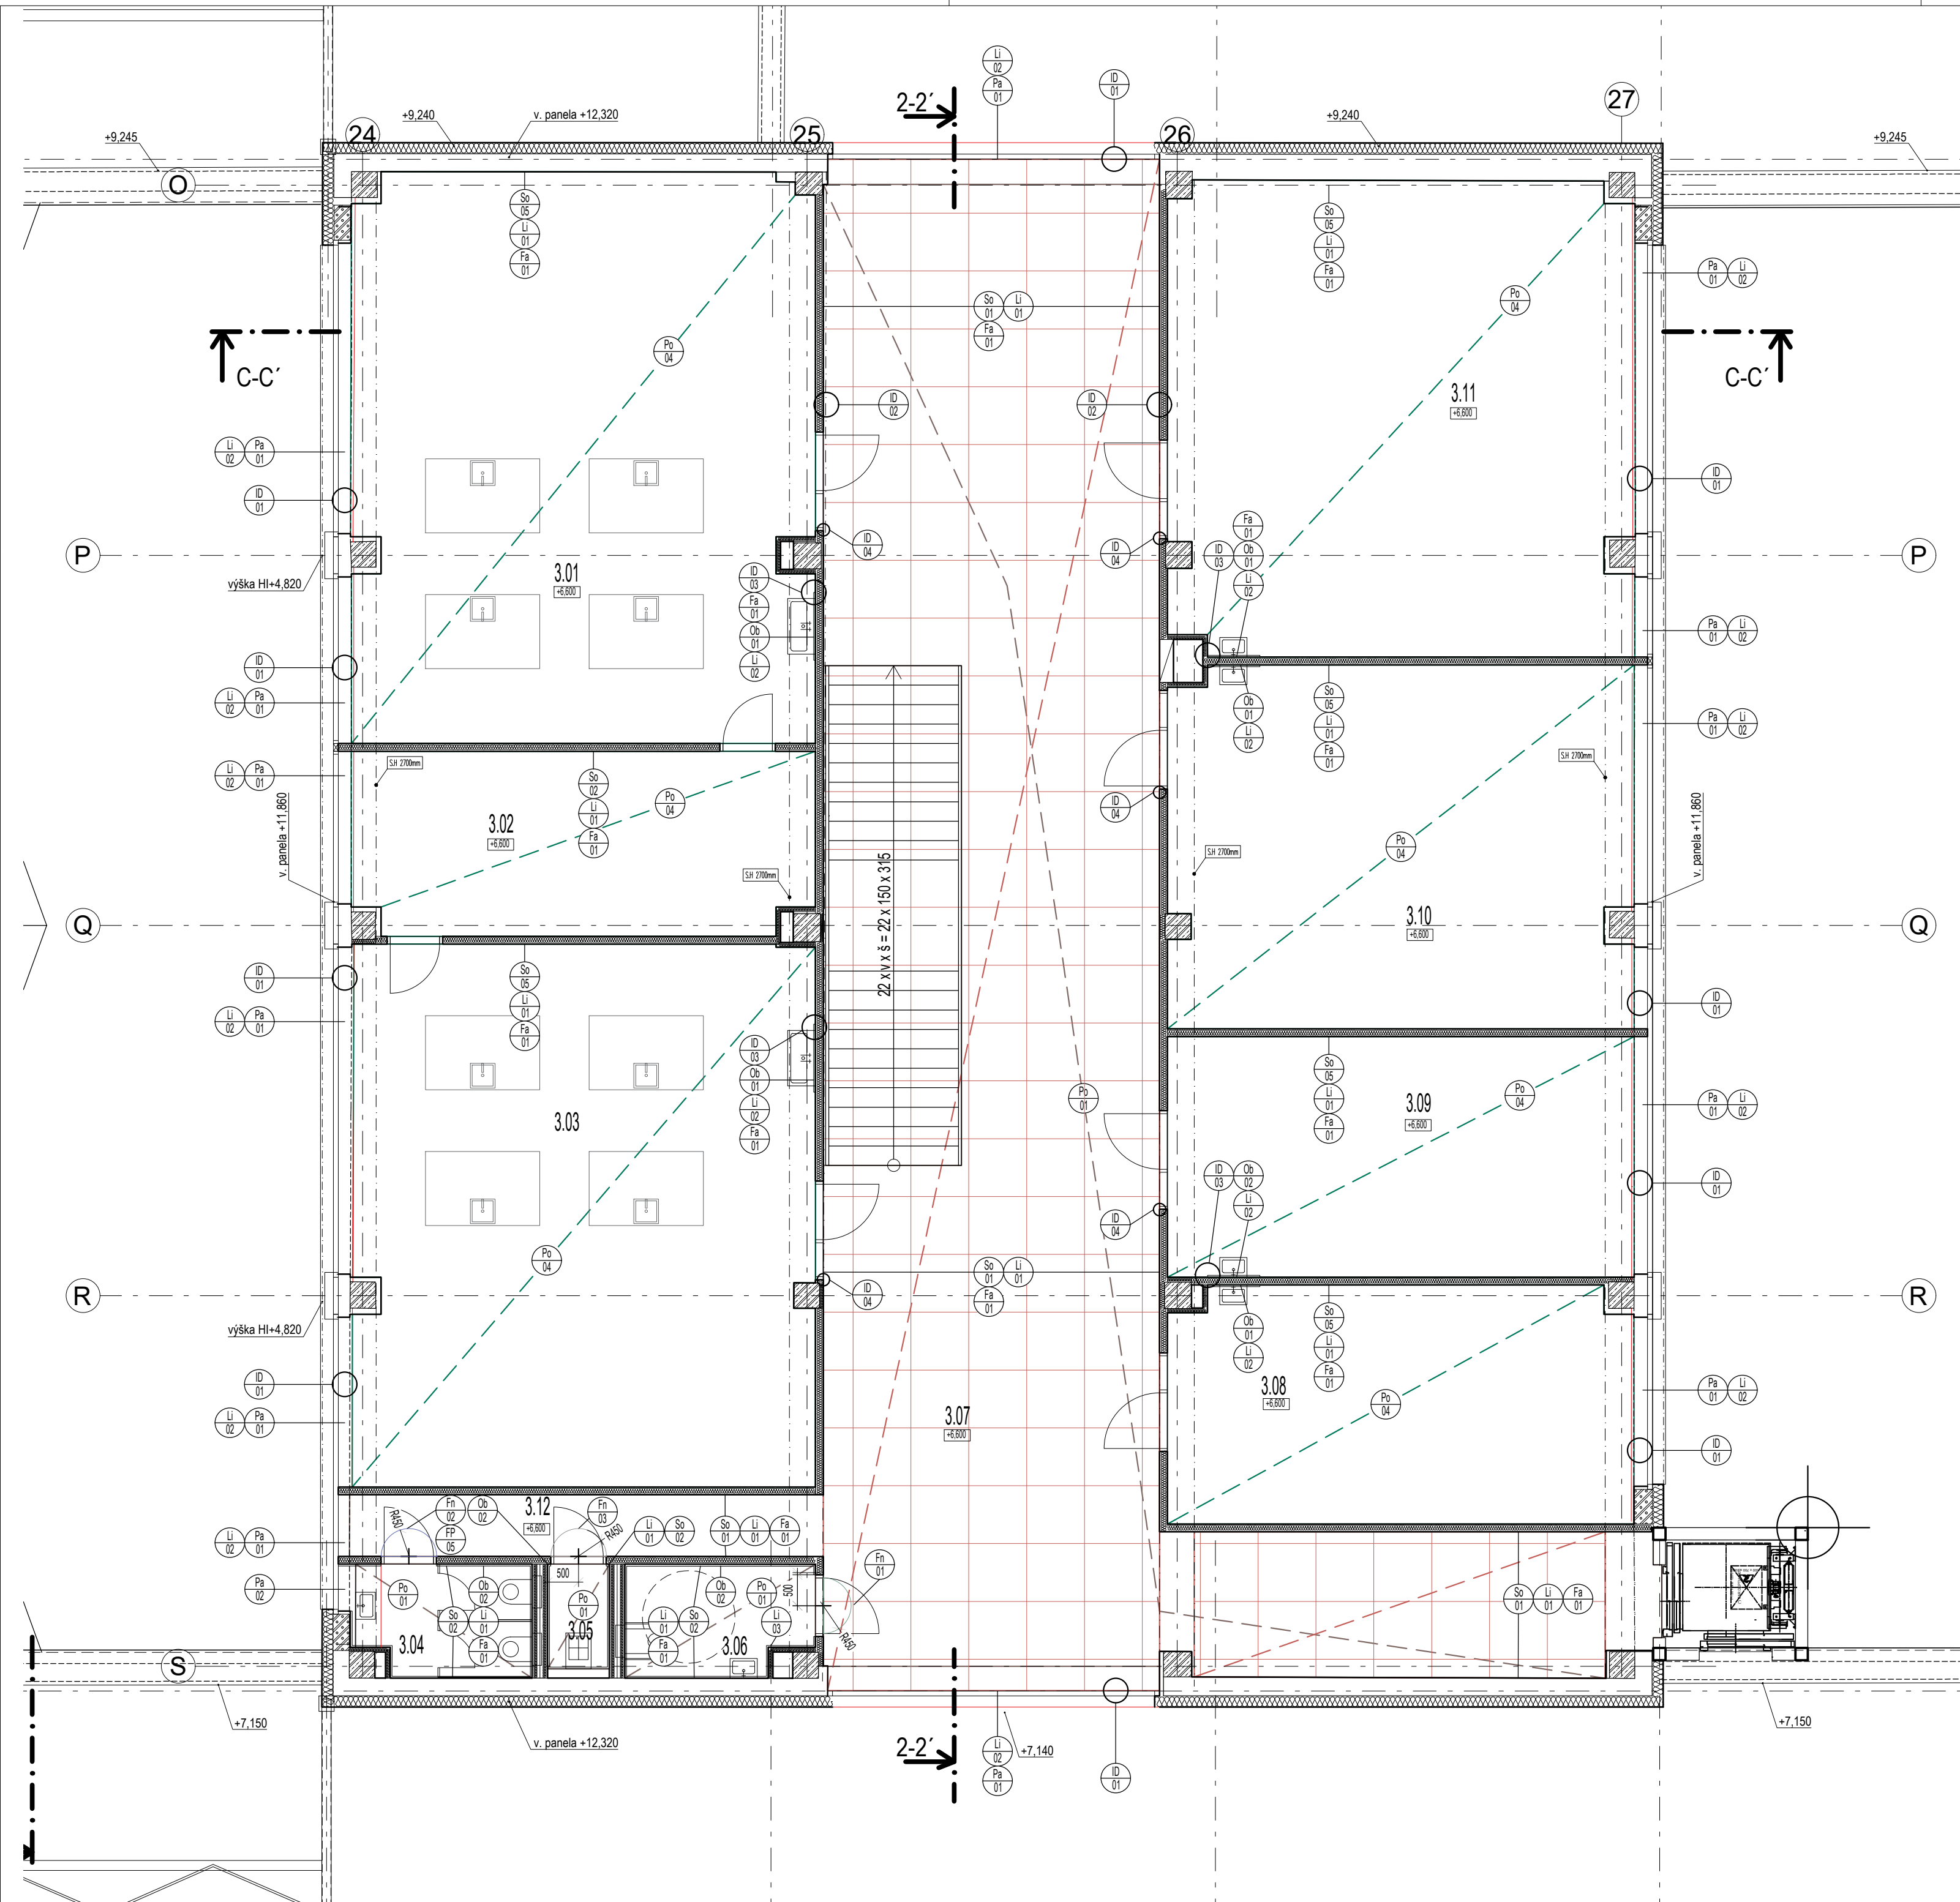 Li
02
Pa
01
ID
01
2-2´
27
+9,240
v. panela +12,320
+9,240
24
25
26
+9,245
+9,245
O
So
05
Li
01
Fa
01
So
05
Li
01
Fa
01
Pa
01
Li
02
So
01
Li
01
Fa
01
Po
04
Po
04
C-C´
C-C´
ID
02
ID
02
3.11
+6,600
Li
02
Pa
01
ID
01
ID
01
P
P
ID
04
ID
04
Fa
01
ID
03
Ob
01
Li
02
výška HI+4,820
3.01
+6,600
ID
03
Fa
01
Ob
01
Li
02
Pa
01
Li
02
ID
01
Li
02
Pa
01
So
05
Li
01
Fa
01
Ob
01
Li
02
Pa
01
Li
02
Li
02
Pa
01
S.H 2700mm
So
02
Li
01
Fa
01
Po
04
S.H 2700mm
v. panela +11,860
v. panela +11,860
ID
04
3.02
+6,600
Po
04
S.H 2700mm
S.H 2700mm
22 x v x š = 22 x 150 x 315
3.10
+6,600
Q
Q
ID
01
So
05
Li
01
Fa
01
ID
01
Li
02
Pa
01
ID
03
Ob
01
Li
02
Fa
01
3.03
Po
01
So
05
Li
01
Fa
01
3.09
+6,600
Po
04
Pa
01
Li
02
ID
03
Ob
02
Li
02
ID
01
Po
04
ID
04
So
01
Li
01
Fa
01
ID
04
R
R
výška HI+4,820
Ob
01
Li
02
So
05
Li
01
Fa
01
ID
01
Li
02
Pa
01
3.07
+6,600
3.08
+6,600
Po
04
Pa
01
Li
02
ID
01
R450
Fn
02
Ob
02
FP
05
3.12
+6,600
Fn
03
R450
Li
01
So
02
So
01
Li
01
Fa
01
Li
02
Pa
01
Pa
02
500
Fn
01
Po
01
Ob
02
So
02
Li
01
Fa
01
Po
01
Ob
02
Po
01
500
Li
01
So
02
Fa
01
Li
03
R450
So
01
Li
01
Fa
01
3.04
3.05
3.06
S
+7,150
v. panela +12,320
2-2´
Li
02
Pa
01
+7,140
ID
01
+7,150